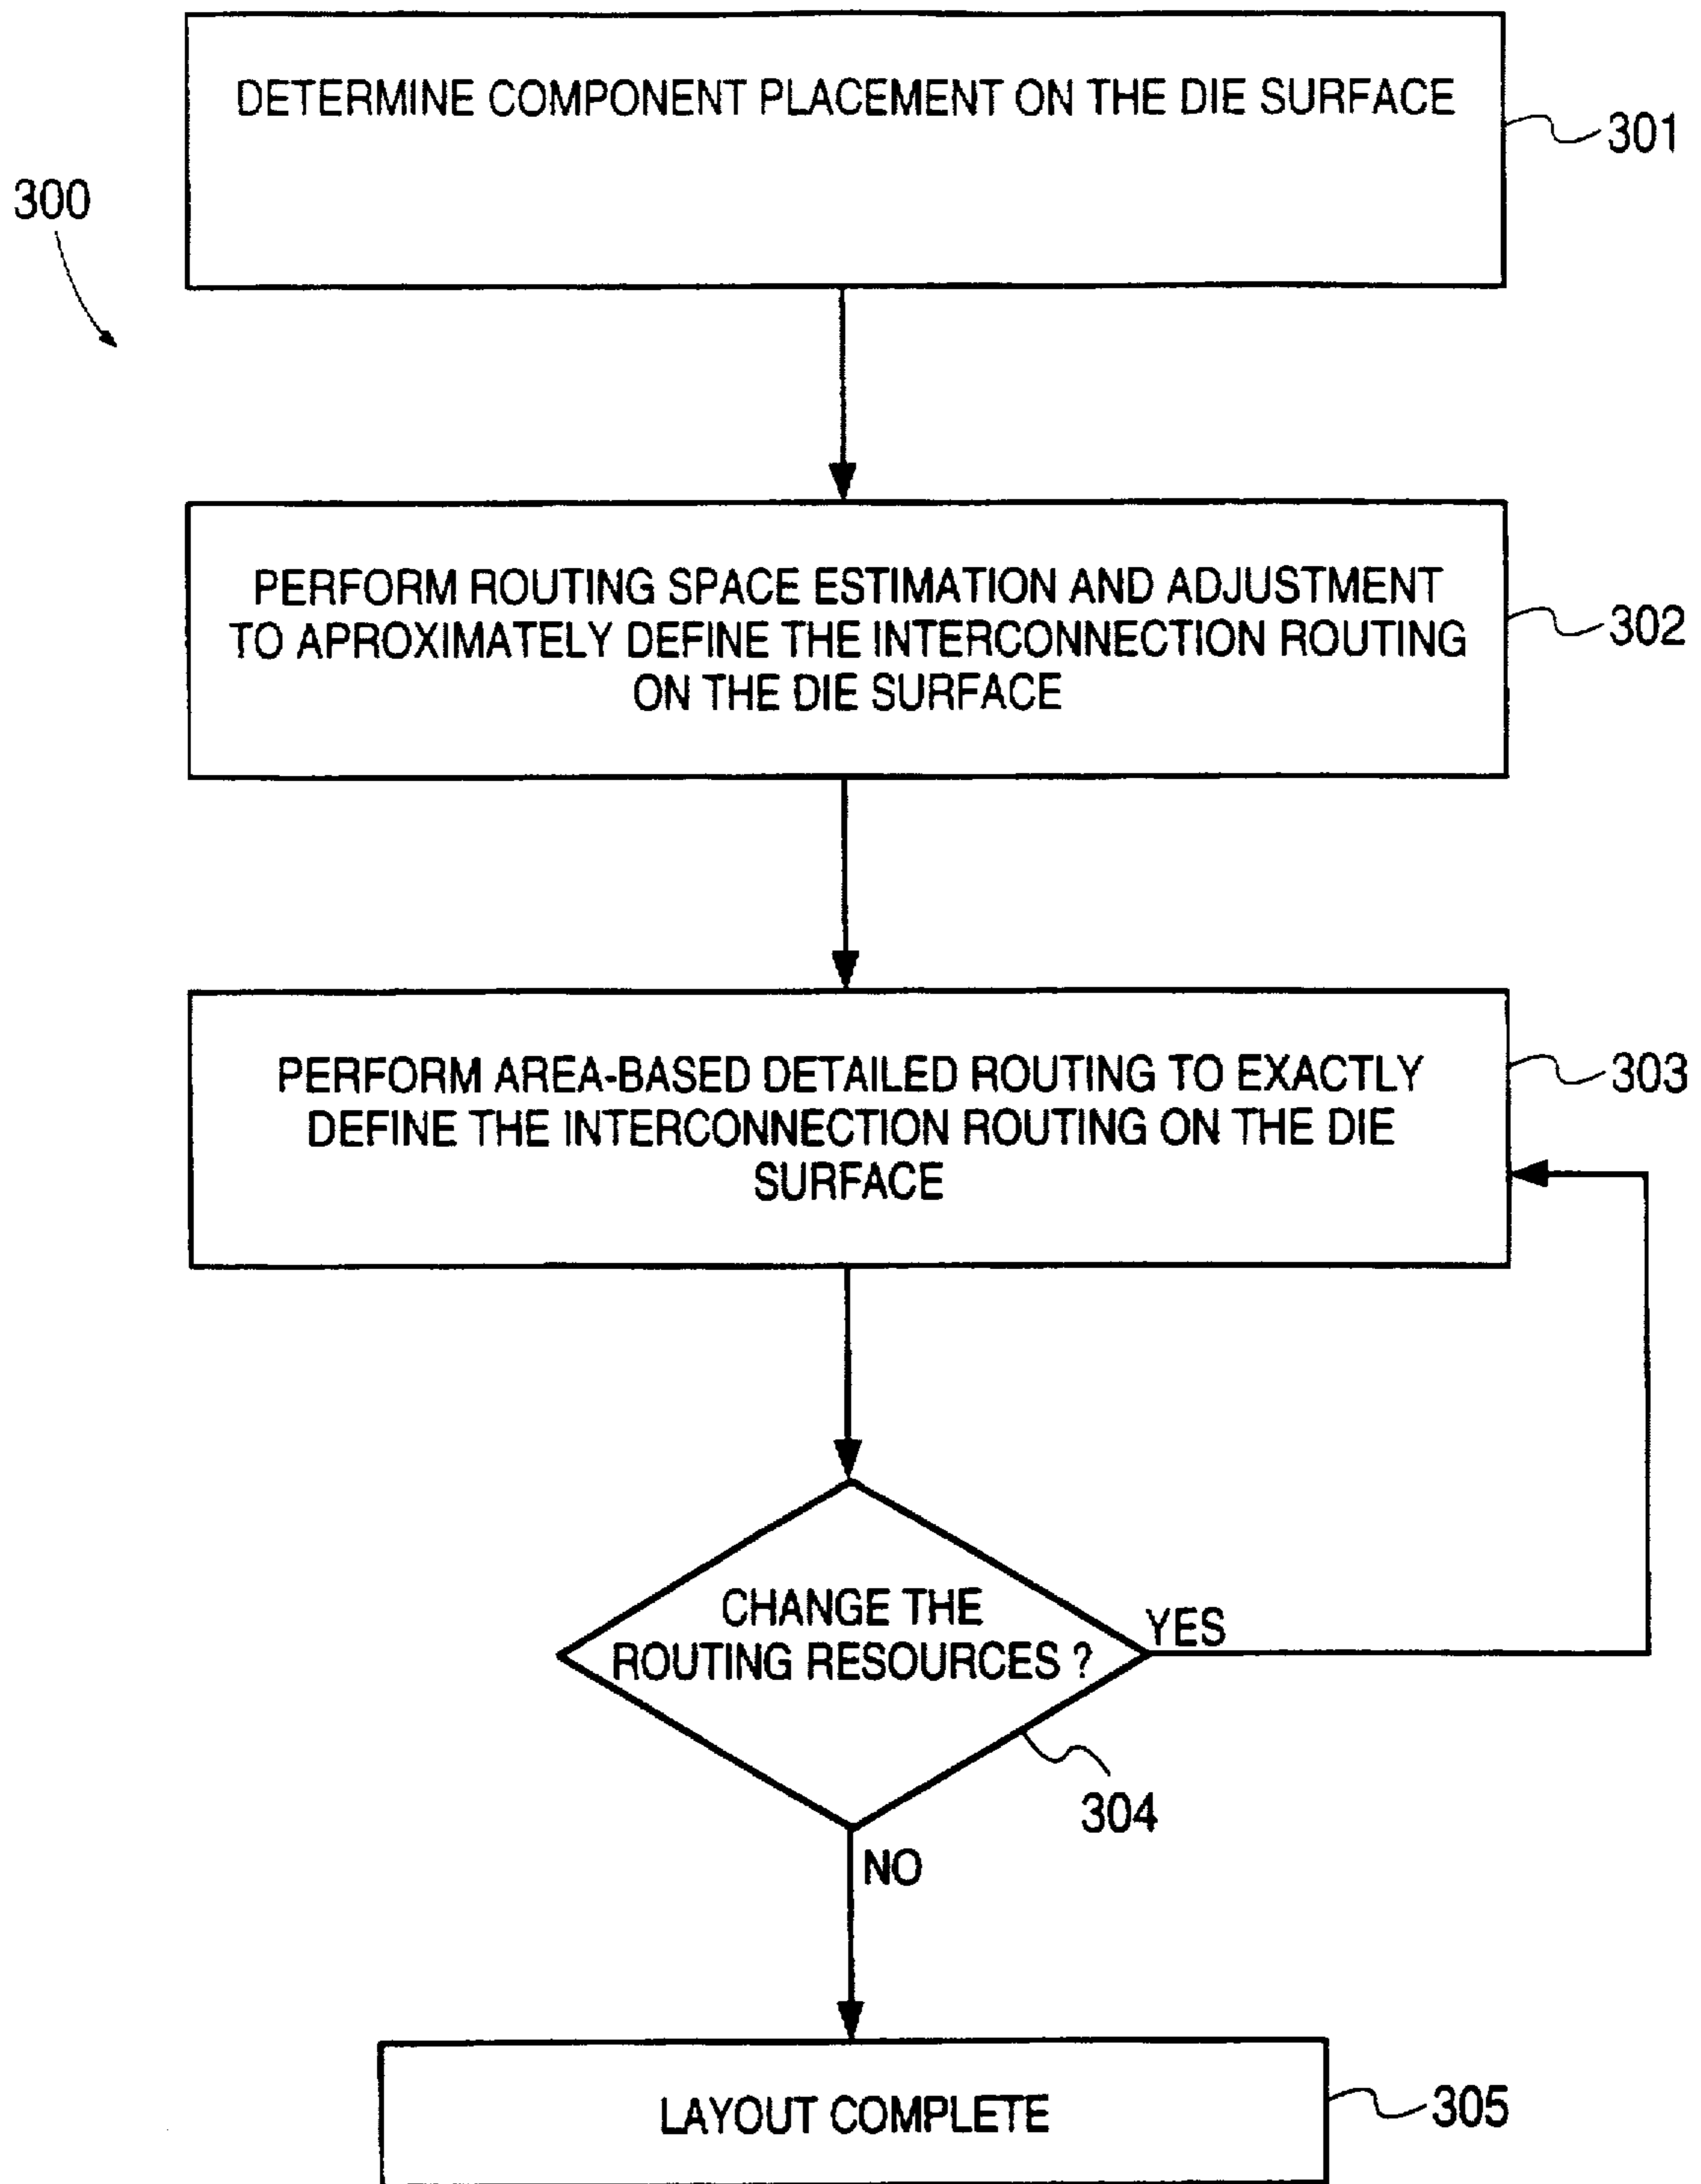 DETERMINE COMPONENT PLACEMENT ON THE DIE SURFACE
301
300
PERFORM ROUTING SPACE ESTIMATION AND ADJUSTMENT
TO APROXIMATELY DEFINE THE INTERCONNECTION ROUTING
ON THE DIE SURFACE
302
PERFORM AREA-BASED DETAILED ROUTING TO EXACTLY
DEFINE THE INTERCONNECTION ROUTING ON THE DIE
SURFACE
303
CHANGE THE
ROUTING RESOURCES ?
YES
304
NO
LAYOUT COMPLETE
305